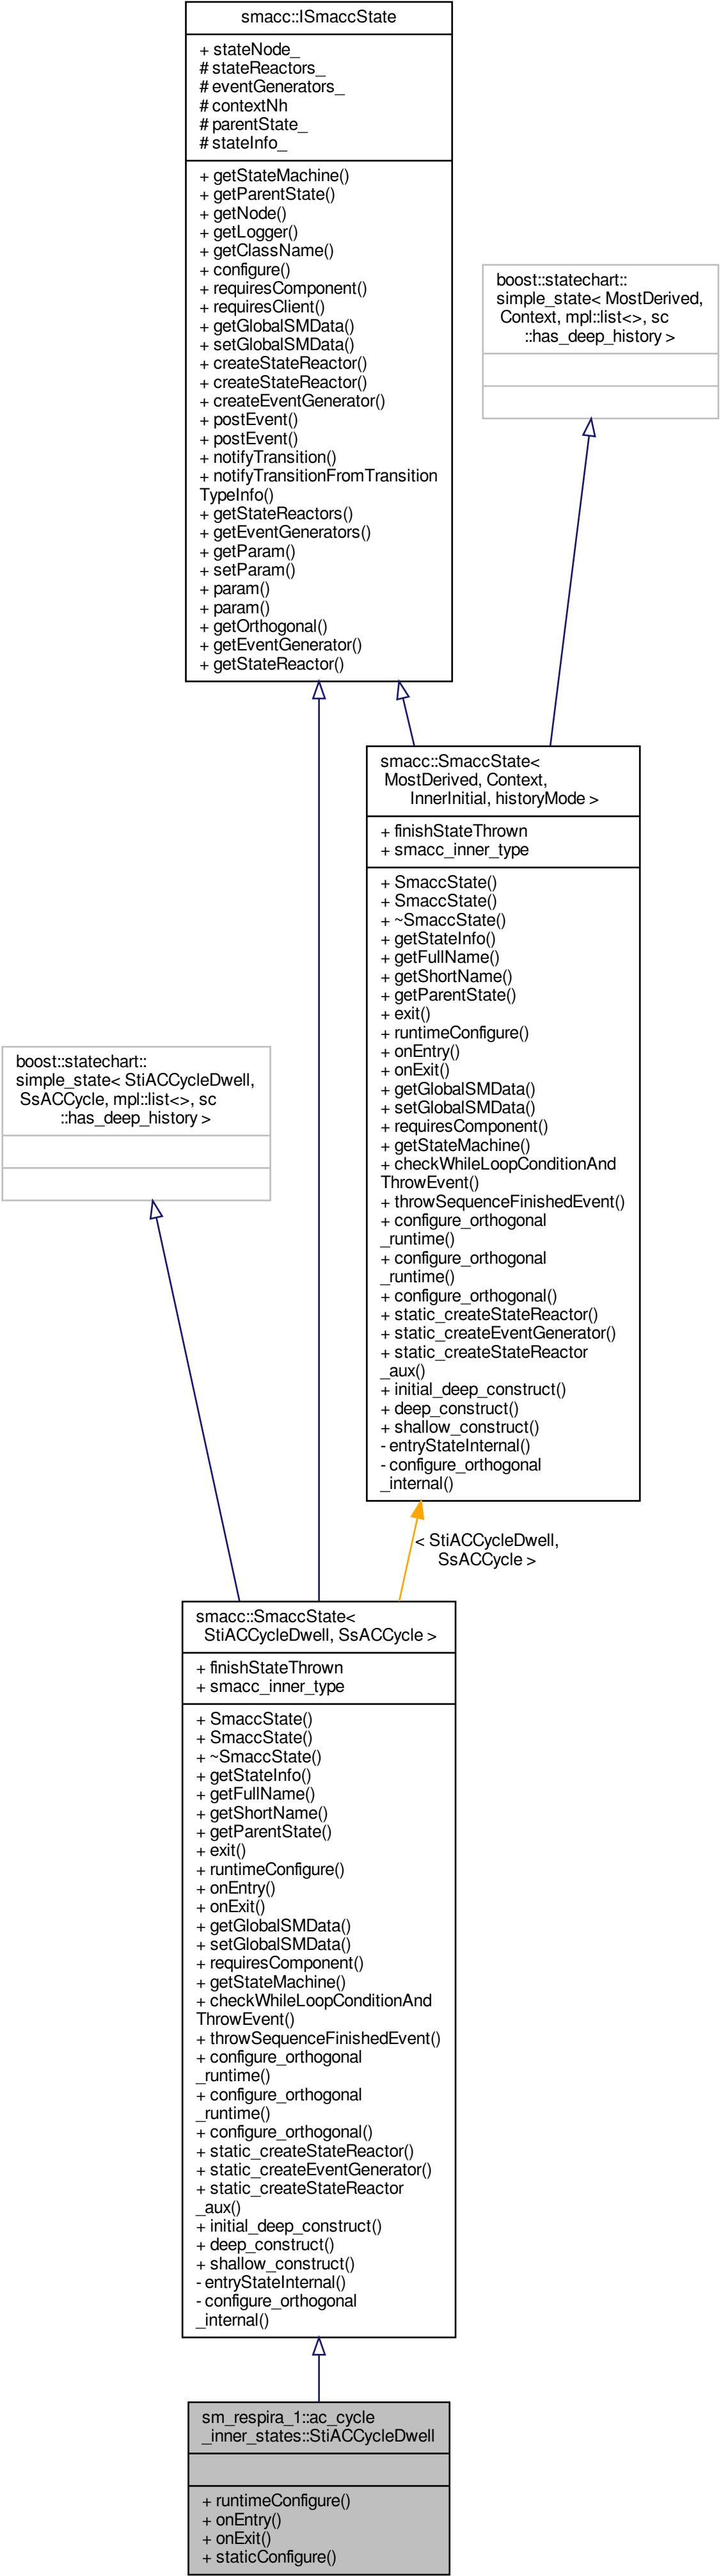 smacc::ISmaccState
+ stateNode_
# stateReactors_
# eventGenerators_
# contextNh
# parentState_
# stateInfo_
+ getStateMachine()
+ getParentState()
+ getNode()
+ getLogger()
+ getClassName()
+ configure()
+ requiresComponent()
+ requiresClient()
+ getGlobalSMData()
+ setGlobalSMData()
+ createStateReactor()
+ createStateReactor()
+ createEventGenerator()
+ postEvent()
+ postEvent()
+ notifyTransition()
+ notifyTransitionFromTransition
TypeInfo()
+ getStateReactors()
+ getEventGenerators()
+ getParam()
+ setParam()
+ param()
+ param()
+ getOrthogonal()
+ getEventGenerator()
+ getStateReactor()
boost::statechart::
simple_state< MostDerived,
Context, mpl::list<>, sc
::has_deep_history >
smacc::SmaccState<
MostDerived, Context,
InnerInitial, historyMode >
+ finishStateThrown
+ smacc_inner_type
+ SmaccState()
+ SmaccState()
+ ~SmaccState()
+ getStateInfo()
+ getFullName()
+ getShortName()
+ getParentState()
+ exit()
+ runtimeConfigure()
+ onEntry()
+ onExit()
+ getGlobalSMData()
+ setGlobalSMData()
+ requiresComponent()
+ getStateMachine()
+ checkWhileLoopConditionAnd
ThrowEvent()
+ throwSequenceFinishedEvent()
+ configure_orthogonal
_runtime()
+ configure_orthogonal
_runtime()
+ configure_orthogonal()
+ static_createStateReactor()
+ static_createEventGenerator()
+ static_createStateReactor
_aux()
+ initial_deep_construct()
+ deep_construct()
+ shallow_construct()
- entryStateInternal()
- configure_orthogonal
_internal()
boost::statechart::
simple_state< StiACCycleDwell,
SsACCycle, mpl::list<>, sc
::has_deep_history >
< StiACCycleDwell,
SsACCycle >
smacc::SmaccState<
StiACCycleDwell, SsACCycle >
+ finishStateThrown
+ smacc_inner_type
+ SmaccState()
+ SmaccState()
+ ~SmaccState()
+ getStateInfo()
+ getFullName()
+ getShortName()
+ getParentState()
+ exit()
+ runtimeConfigure()
+ onEntry()
+ onExit()
+ getGlobalSMData()
+ setGlobalSMData()
+ requiresComponent()
+ getStateMachine()
+ checkWhileLoopConditionAnd
ThrowEvent()
+ throwSequenceFinishedEvent()
+ configure_orthogonal
_runtime()
+ configure_orthogonal
_runtime()
+ configure_orthogonal()
+ static_createStateReactor()
+ static_createEventGenerator()
+ static_createStateReactor
_aux()
+ initial_deep_construct()
+ deep_construct()
+ shallow_construct()
- entryStateInternal()
- configure_orthogonal
_internal()
sm_respira_1::ac_cycle
_inner_states::StiACCycleDwell
+ runtimeConfigure()
+ onEntry()
+ onExit()
+ staticConfigure()